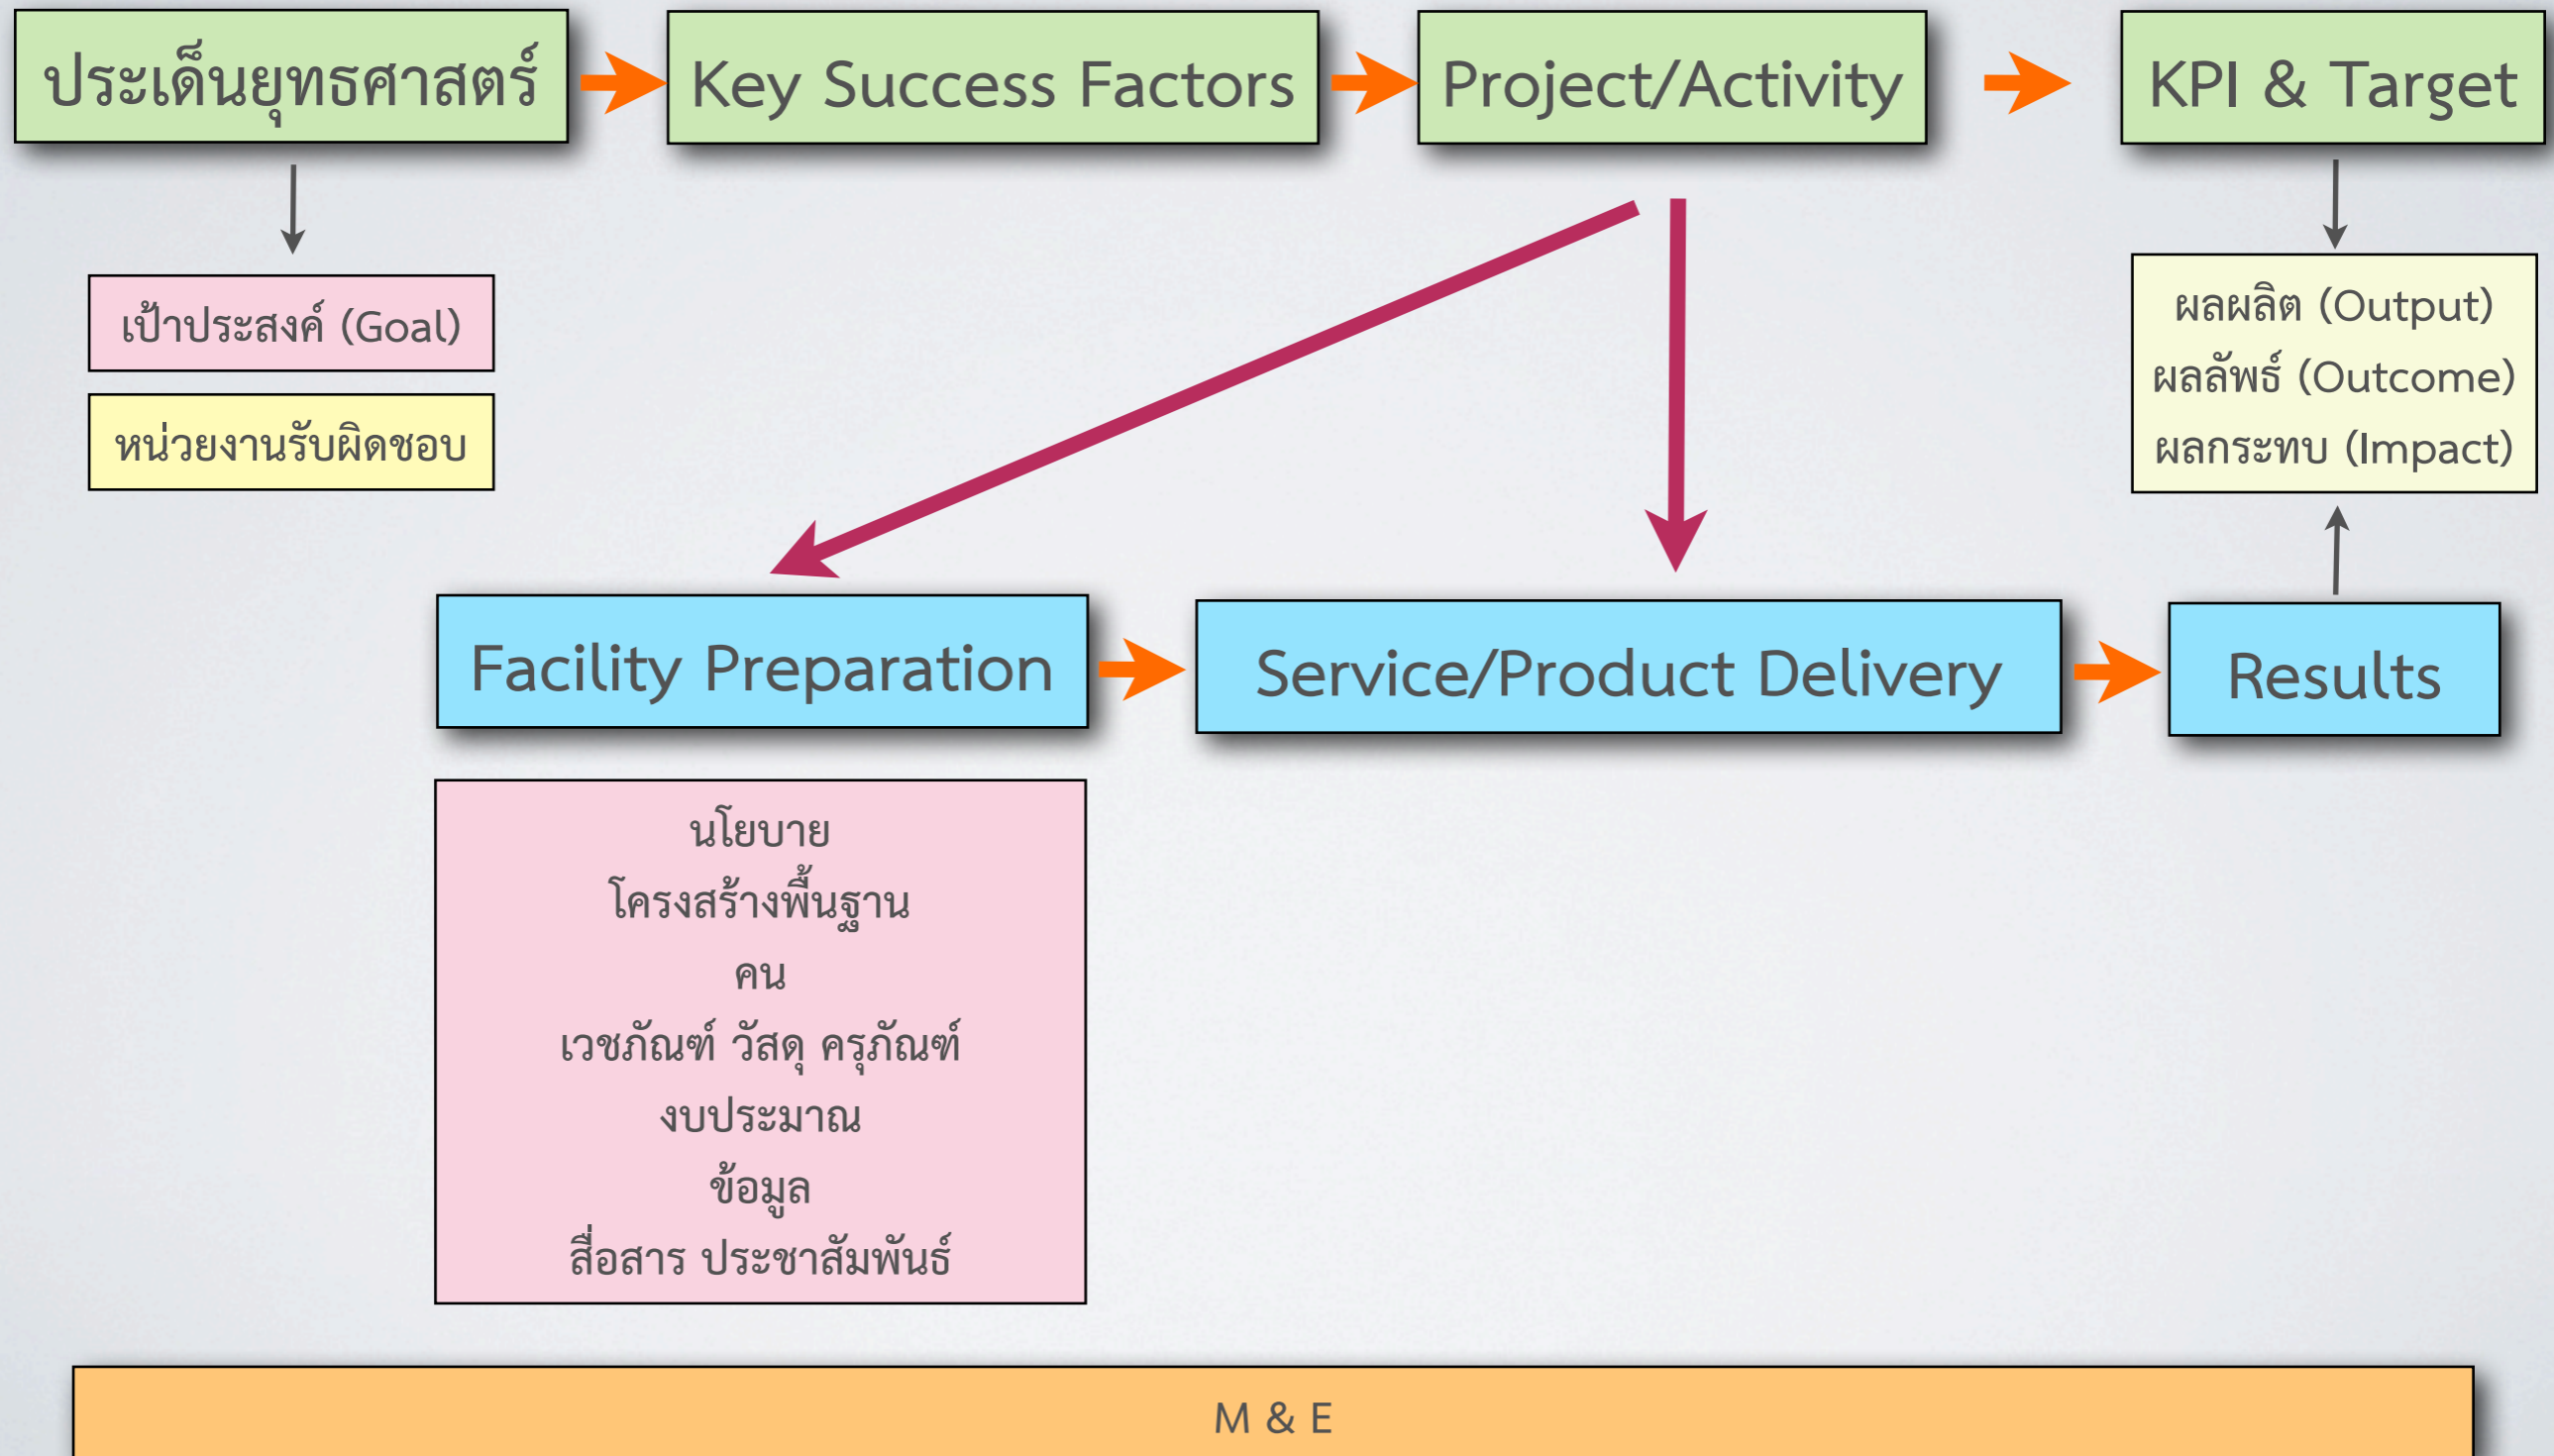 ประเด็นยุทธศาสตร์
Key Success Factors
Project/Activity
KPI & Target
เป้าประสงค์ (Goal)
หน่วยงานรับผิดชอบ
ผลผลิต (Output)
ผลลัพธ์ (Outcome)
ผลกระทบ (Impact)
Facility Preparation
Service/Product Delivery
Results
นโยบาย
โครงสร้างพื้นฐาน
คน
เวชภัณฑ์ วัสดุ ครุภัณฑ์
งบประมาณ
ข้อมูล
สื่อสาร ประชาสัมพันธ์
M & E